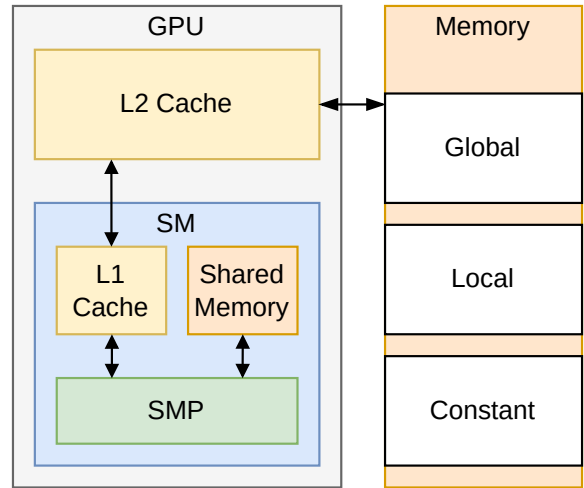 GPU
L2 Cache
SM
L1
Cache
Shared
Memory
SMP
Memory
Global
Local
Constant